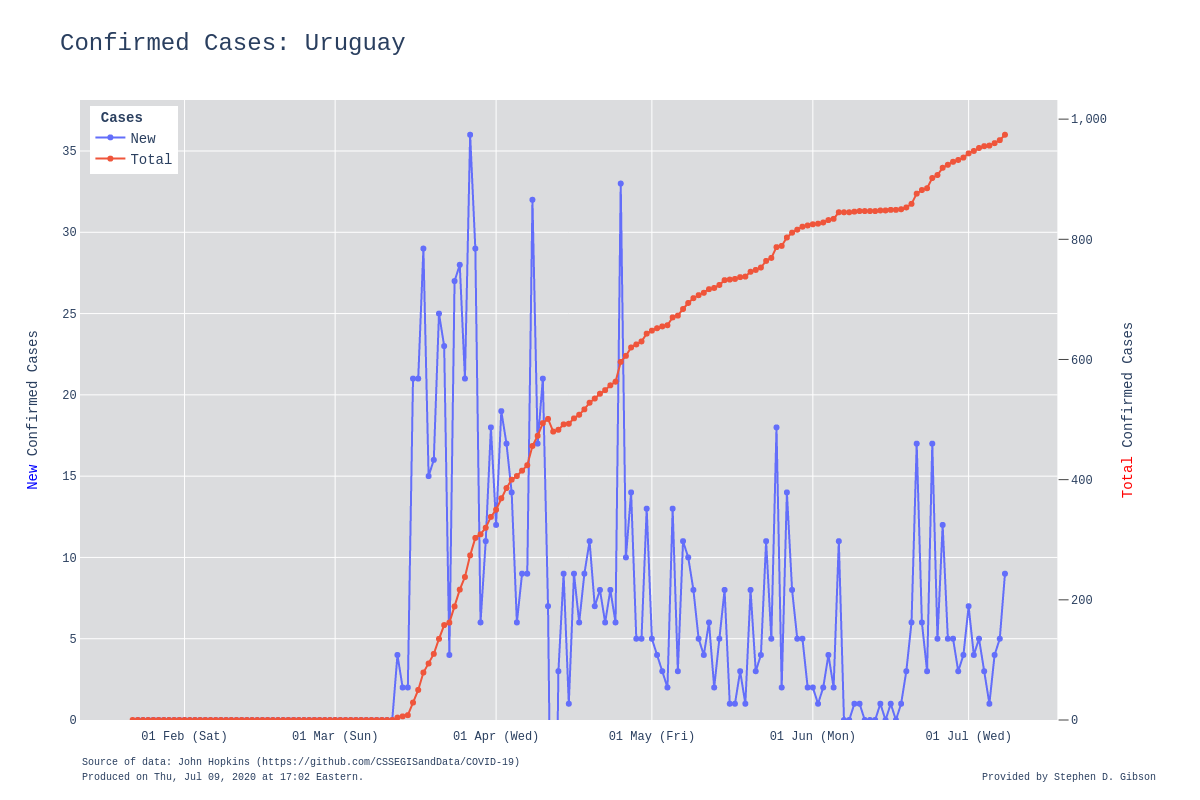 Confirmed Cases: Uruguay
Cases
New
Total
35
30
25
20
15
10
5
0
1,000
800
600
400
200
0
New Confirmed Cases
Total Confirmed Cases
01 Feb (Sat)
01 Mar (Sun)
01 Apr (Wed)
01 May (Fri)
01 Jun (Mon)
01 Jul (Wed)
Source of data: John Hopkins (https://github.com/CSSEGISandData/COVID-19)
Produced on Thu, Jul 09, 2020 at 17:02 Eastern.
Provided by Stephen D. Gibson